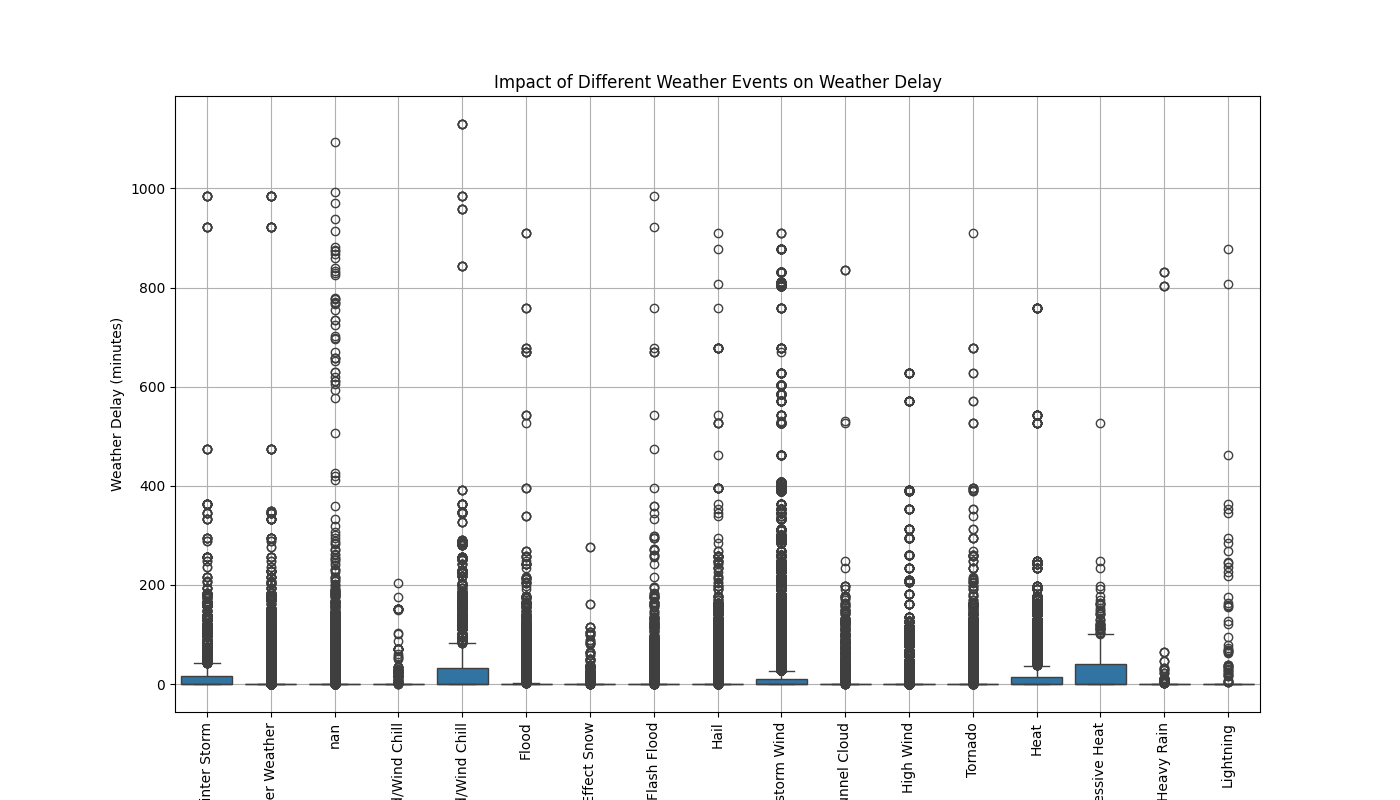 Impact of Different Weather Events on Weather Delay
Weather Delay (minutes)
1000
800
600
400
200
0
inter Storm
er Weather
nan
d/Wind Chill
d/Wind Chill
Flood
Effect Snow
Flash Flood
Hail
storm Wind
unnel Cloud
High Wind
Tornado
Heat
essive Heat
Heavy Rain
Lightning